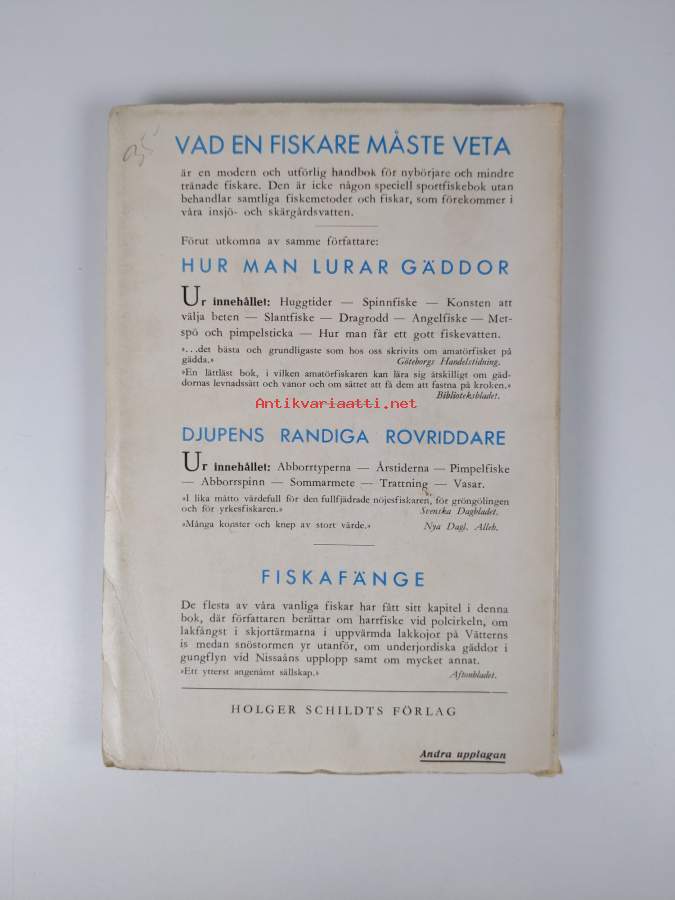 VAD EN FISKARE MÅSTE VETA
är en modern och utförlig handbok för nybörjare och mindre
tränade fiskare. Den är icke någon speciell sportfiskebok utan
behandlar samtliga fiskemetoder och fiskar, som förekommer i
våra insjö- och skärgårdsvatten.
Förut utkomna av samme författare:
HUR MAN LURAR GÄDDOR
Ur innehållet: Huggtider — Spinnfiske — Konsten att
välja beten — Slantfiske — Dragrodd — Angelfiske — Met-
spö och pimpelsticka — Hur man får ett gott fiskevatten.
»...det bästa och grundligaste som hos oss skrivits om amatörfisket på
gädda.» Göteborgs Handelstidning.
»En lättläst bok, i vilken amatörfiskaren kan lära sig åtskilligt om gäd-
dornas levnadssätt och vanor och om sättet att få dem att fastna på kroken.»
Biblioteksbladet.
Antikvariaatti.net
DJUPENS RANDIGA ROVRIDDARE
Ur innehållet: Abborrtyperna — Årstiderna — Pimpelfiske
— Abborrspinn — Sommarmete — Trattning — Vasar.
»I lika måtto värdefull för den fullfjädrade nöjesfiskaren, för gröngölingen
och för yrkesfiskaren.» Svenska Dagbladet.
»Många konster och knep av stort värde.» Nya Dagl. Alleh.
FISKAFÄNGE
De flesta av våra vanliga fiskar har fått sitt kapitel i denna
bok, där författaren berättar om harrfiske vid polcirkeln, om
lakfångst i skjortärmarna i uppvärmda lakkojor på Vätterns
is medan snöstormen yr utanför, om underjordiska gäddor i
gungflyn vid Nissaåns upplopp samt om mycket annat.
»Ett ytterst angenämt sällskap.» Aftonbladet.
HOLGER SCHILDTS FÖRLAG
Andra upplagan